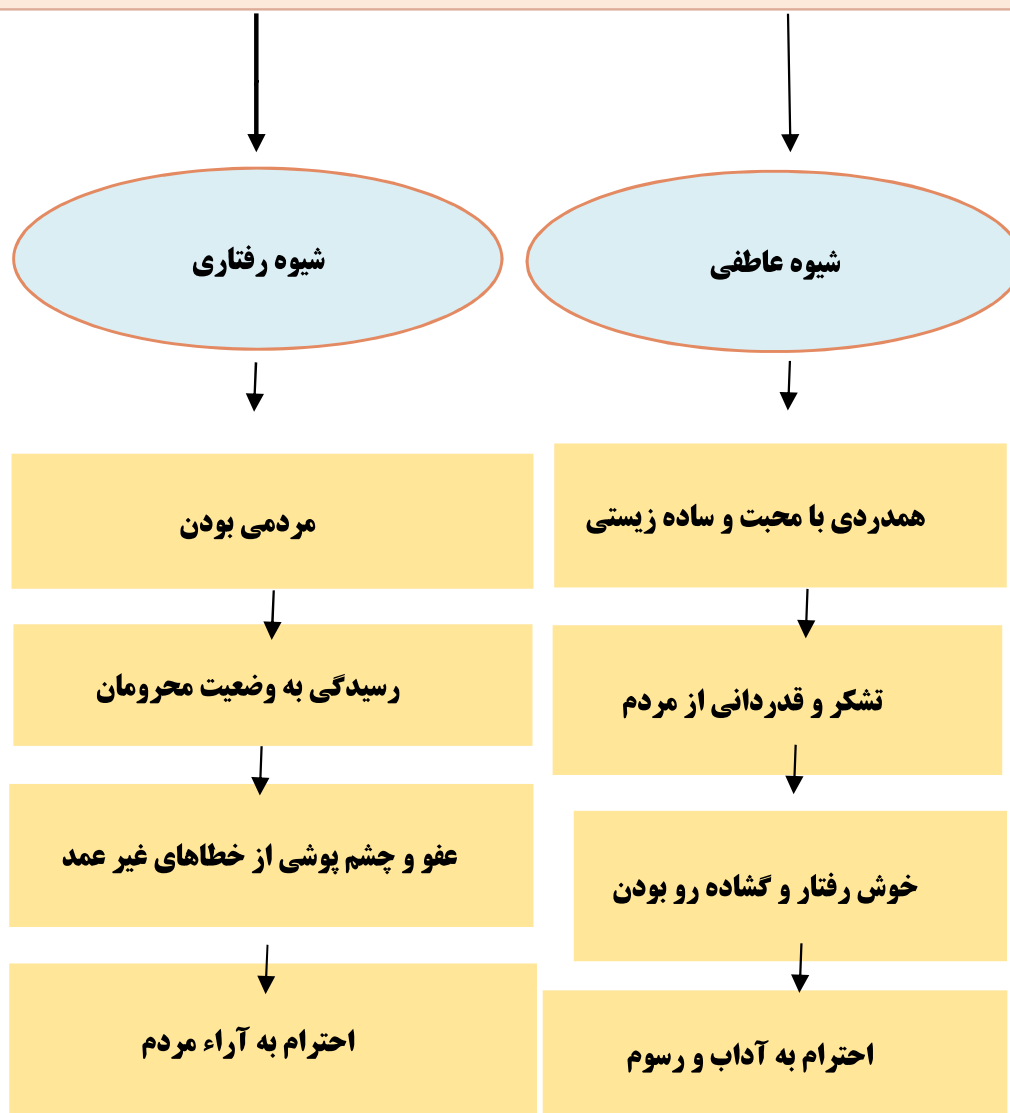 شیوه عاطفی
شیوه رفتاری
همدردی با محبت و ساده زیستی
تشکر و قدردانی از مردم
خوش رفتار و گشاده رو بودن
احترام به آداب و رسوم
مردمی بودن
رسیدگی به وضعیت محرومان
عفو و چشم پوشی از خطاهای غیر عمد
احترام به آراء مردم